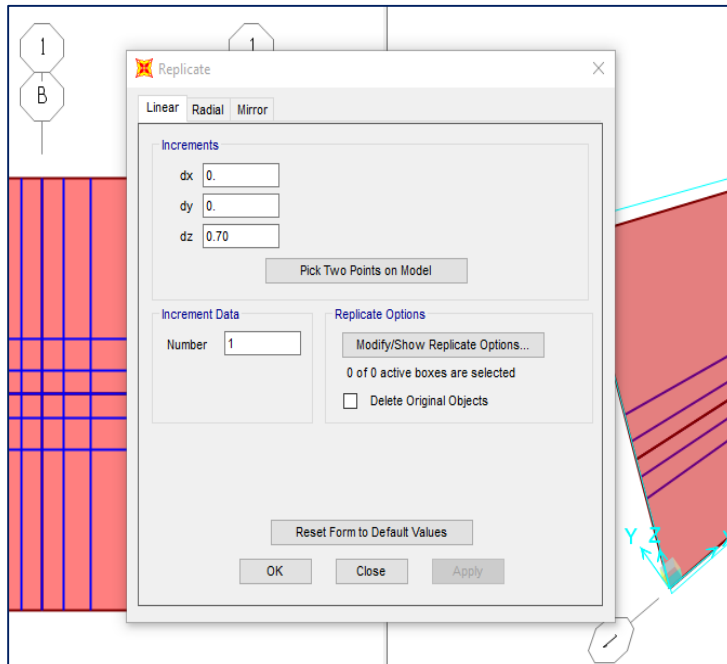 1
1
B
Replicate
Linear Radial Mirror
Increments
dx 0.
dy 0.
dz 0.70
Pick Two Points on Model
Increment Data
Number 1
Replicate Options
Modify/Show Replicate Options...
0 of 0 active boxes are selected
Delete Original Objects
Reset Form to Default Values
OK Close Apply
Y Z
1